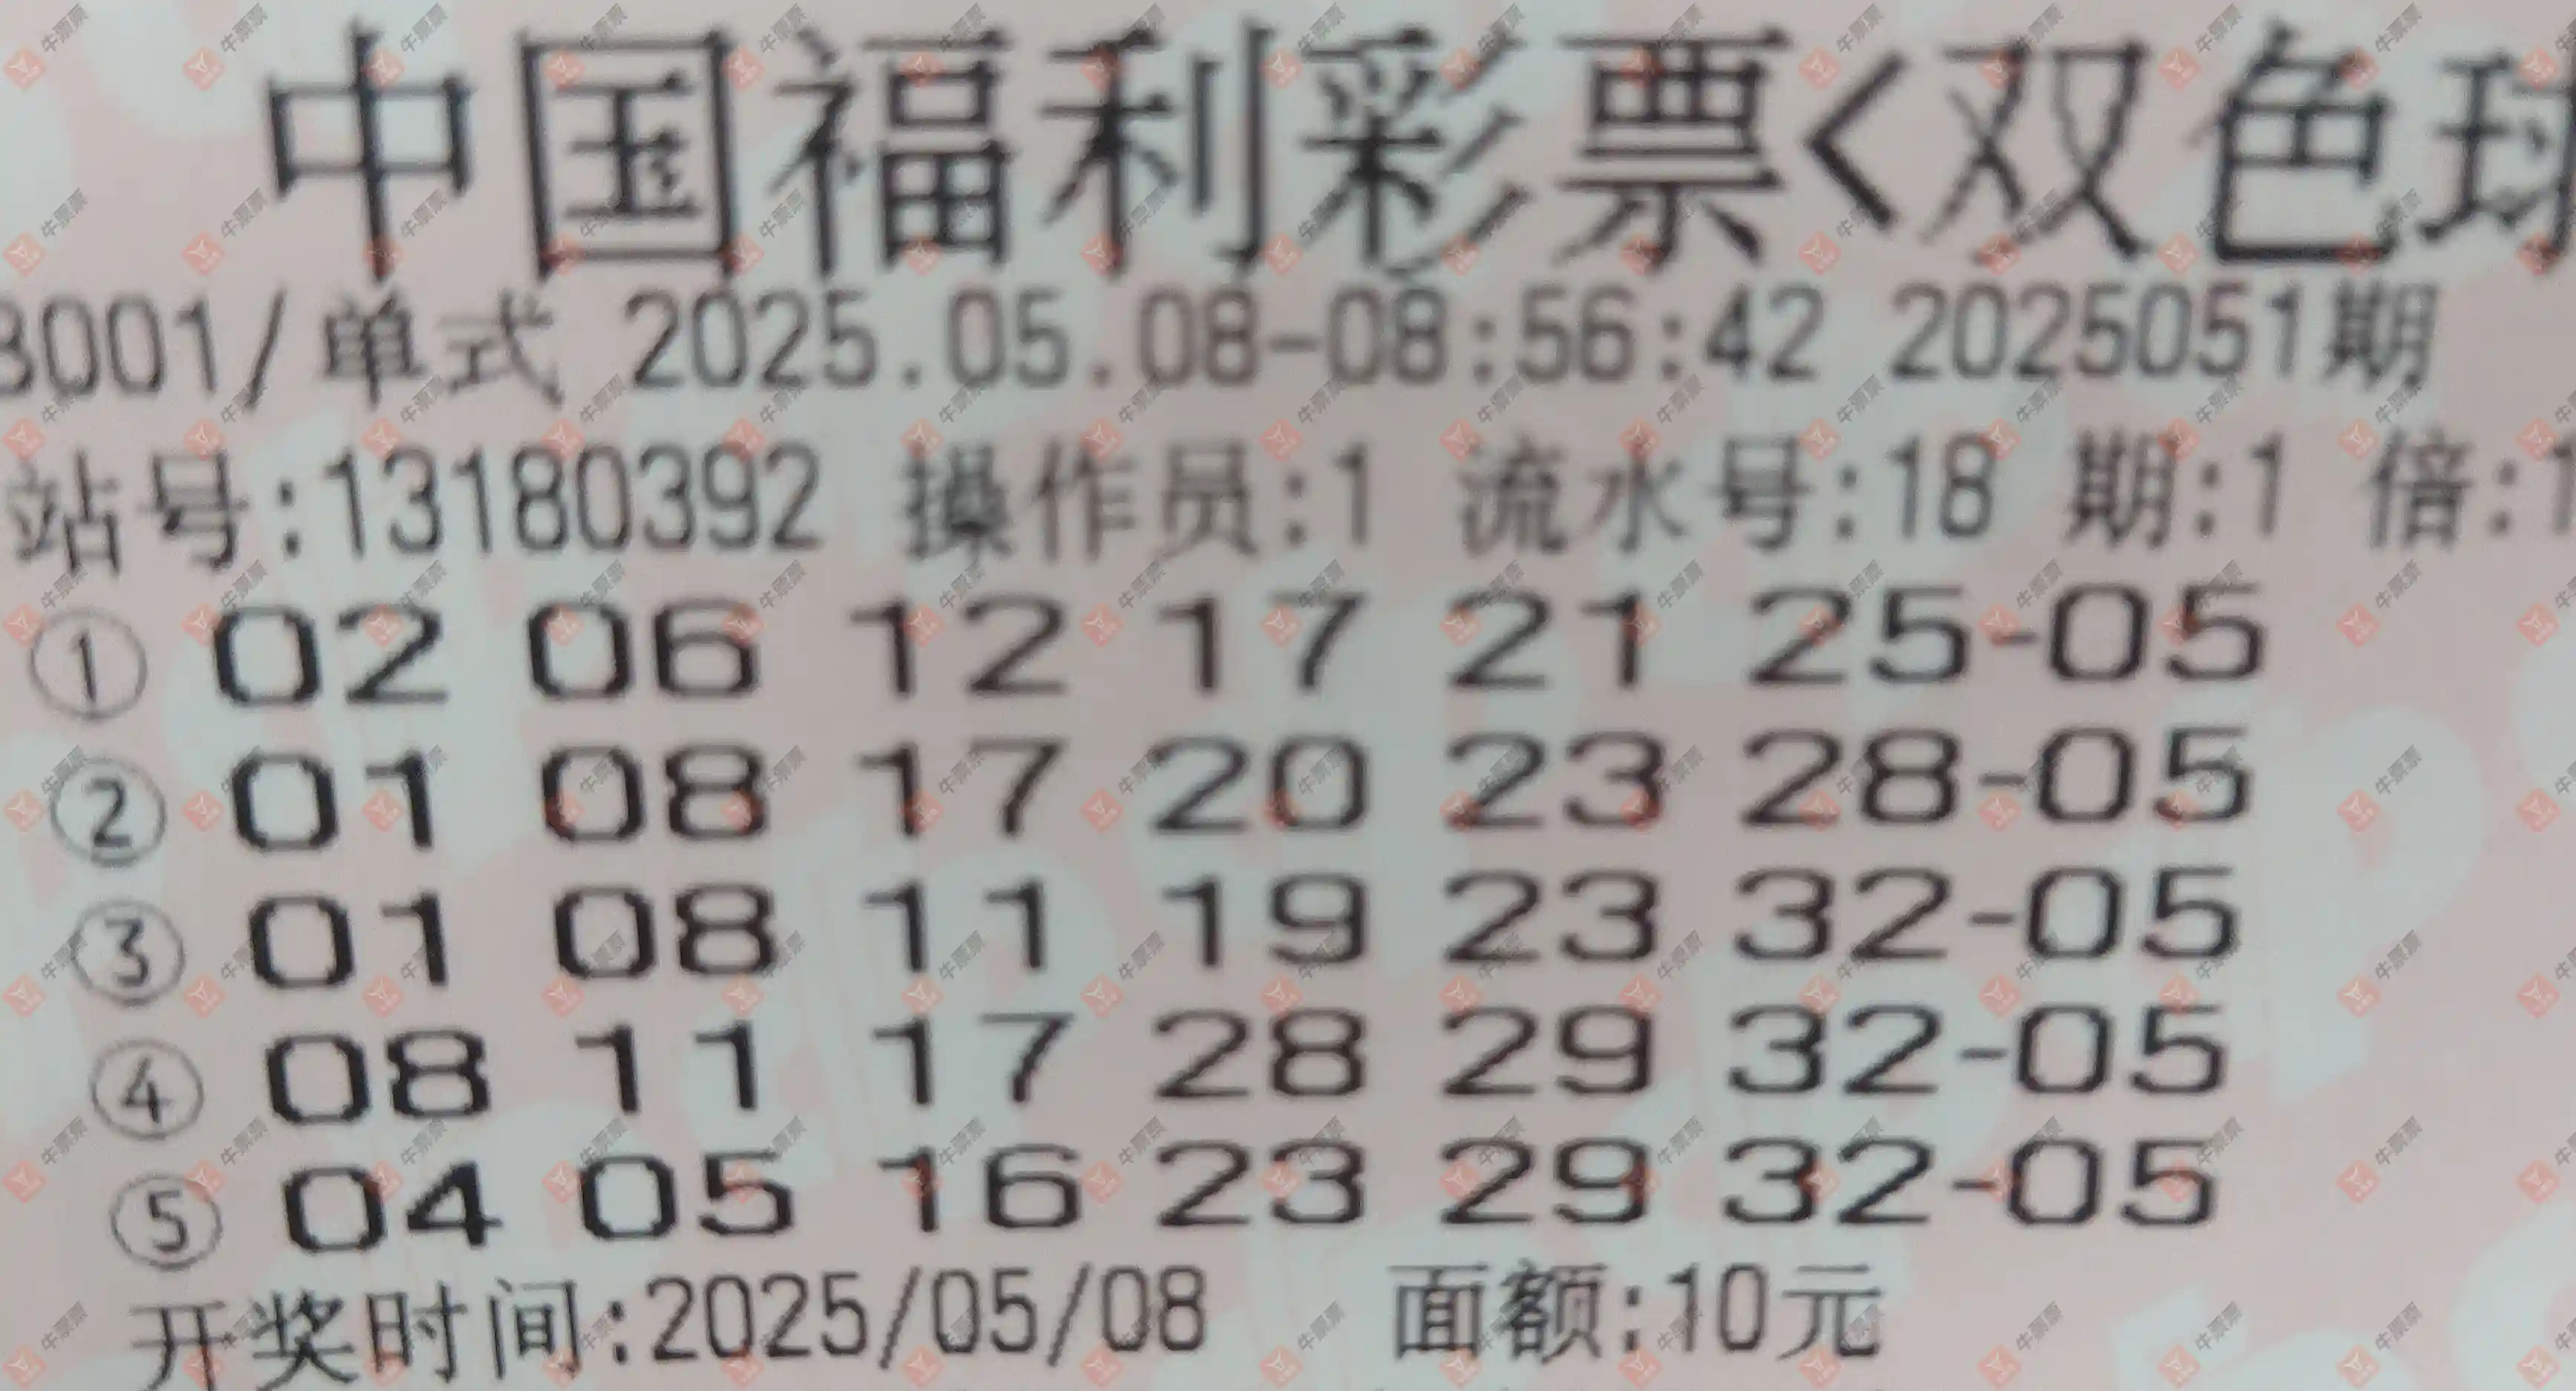 中国福利彩票<双色球
8001/单式 2025.05.08-08:56:42 2025051期
站号:13180392 操作员:1 流水号:18 期:1 倍:1
① 02 06 12 17 21 25-05
② 01 08 17 20 23 28-05
③ 01 08 11 19 23 32-05
④ 08 11 17 28 29 32-05
⑤ 04 05 16 23 29 32-05
开奖时间:2025/05/08 面额:10元
牛票票